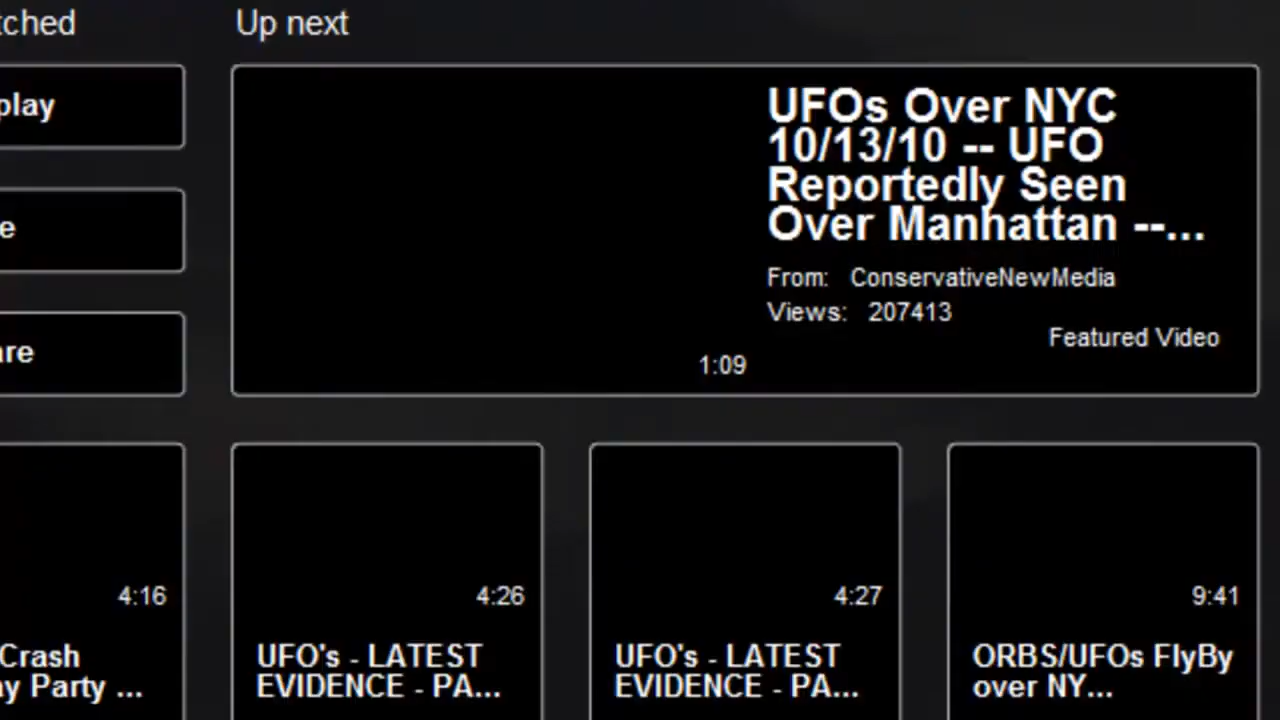 tched
Up next
play
e
are
UFOs Over NYC
10/13/10 -- UFO
Reportedly Seen
Over Manhattan --...
From: ConservativeNewMedia
Views: 207413
Featured Video
1:09
4:16
Crash
ay Party ...
4:26
UFO's - LATEST
EVIDENCE - PA...
4:27
UFO's - LATEST
EVIDENCE - PA...
9:41
ORBS/UFOs FlyBy
over NY...